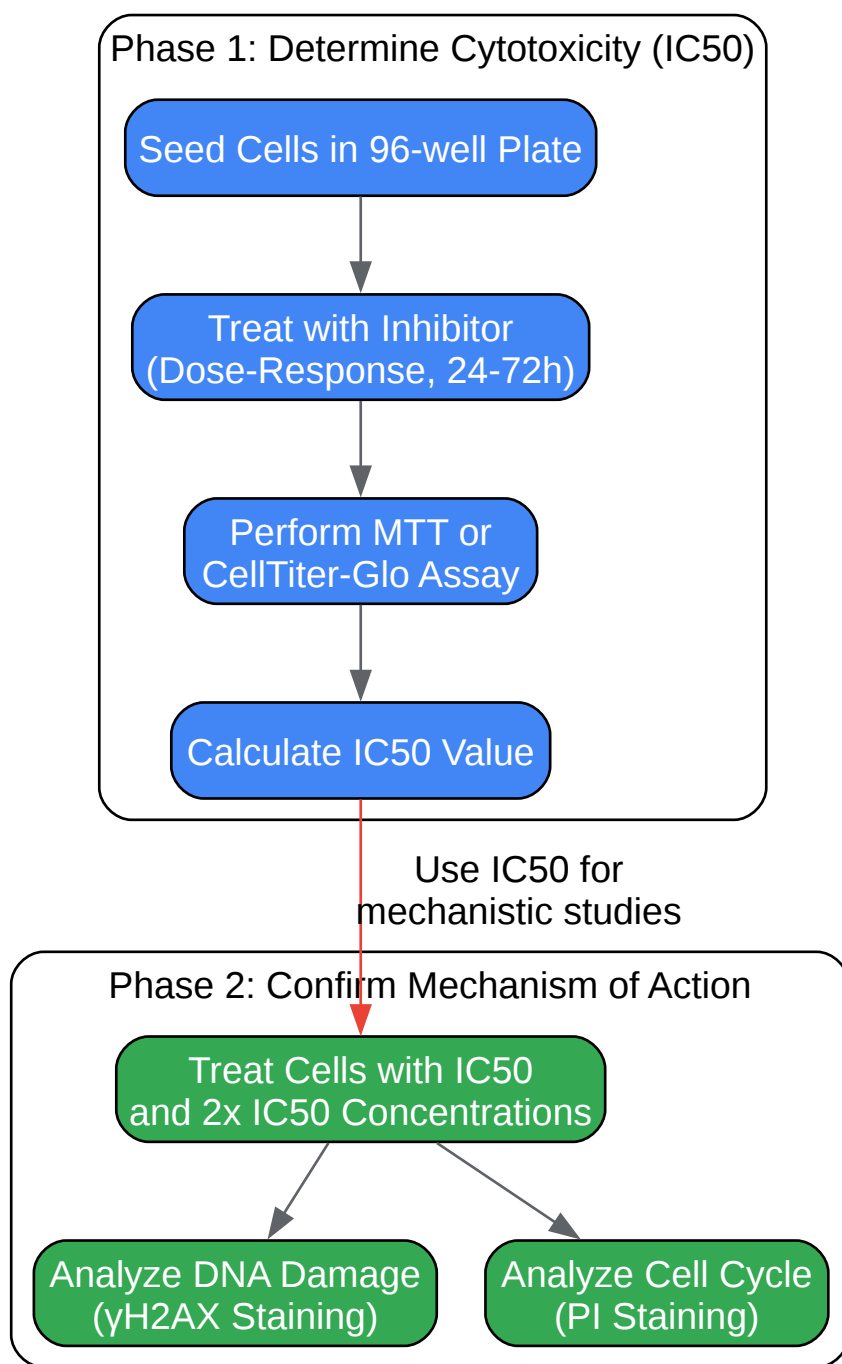 Phase 1: Determine Cytotoxicity (IC50)
Seed Cells in 96-well Plate
Treat with Inhibitor
(Dose-Response, 24-72h)
Perform MTT or
CellTiter-Glo Assay
Calculate IC50 Value
Use IC50 for
mechanistic studies
Phase 2: Confirm Mechanism of Action
Treat Cells with IC50
and 2x IC50 Concentrations
Analyze DNA Damage
(γH2AX Staining)
Analyze Cell Cycle
(PI Staining)